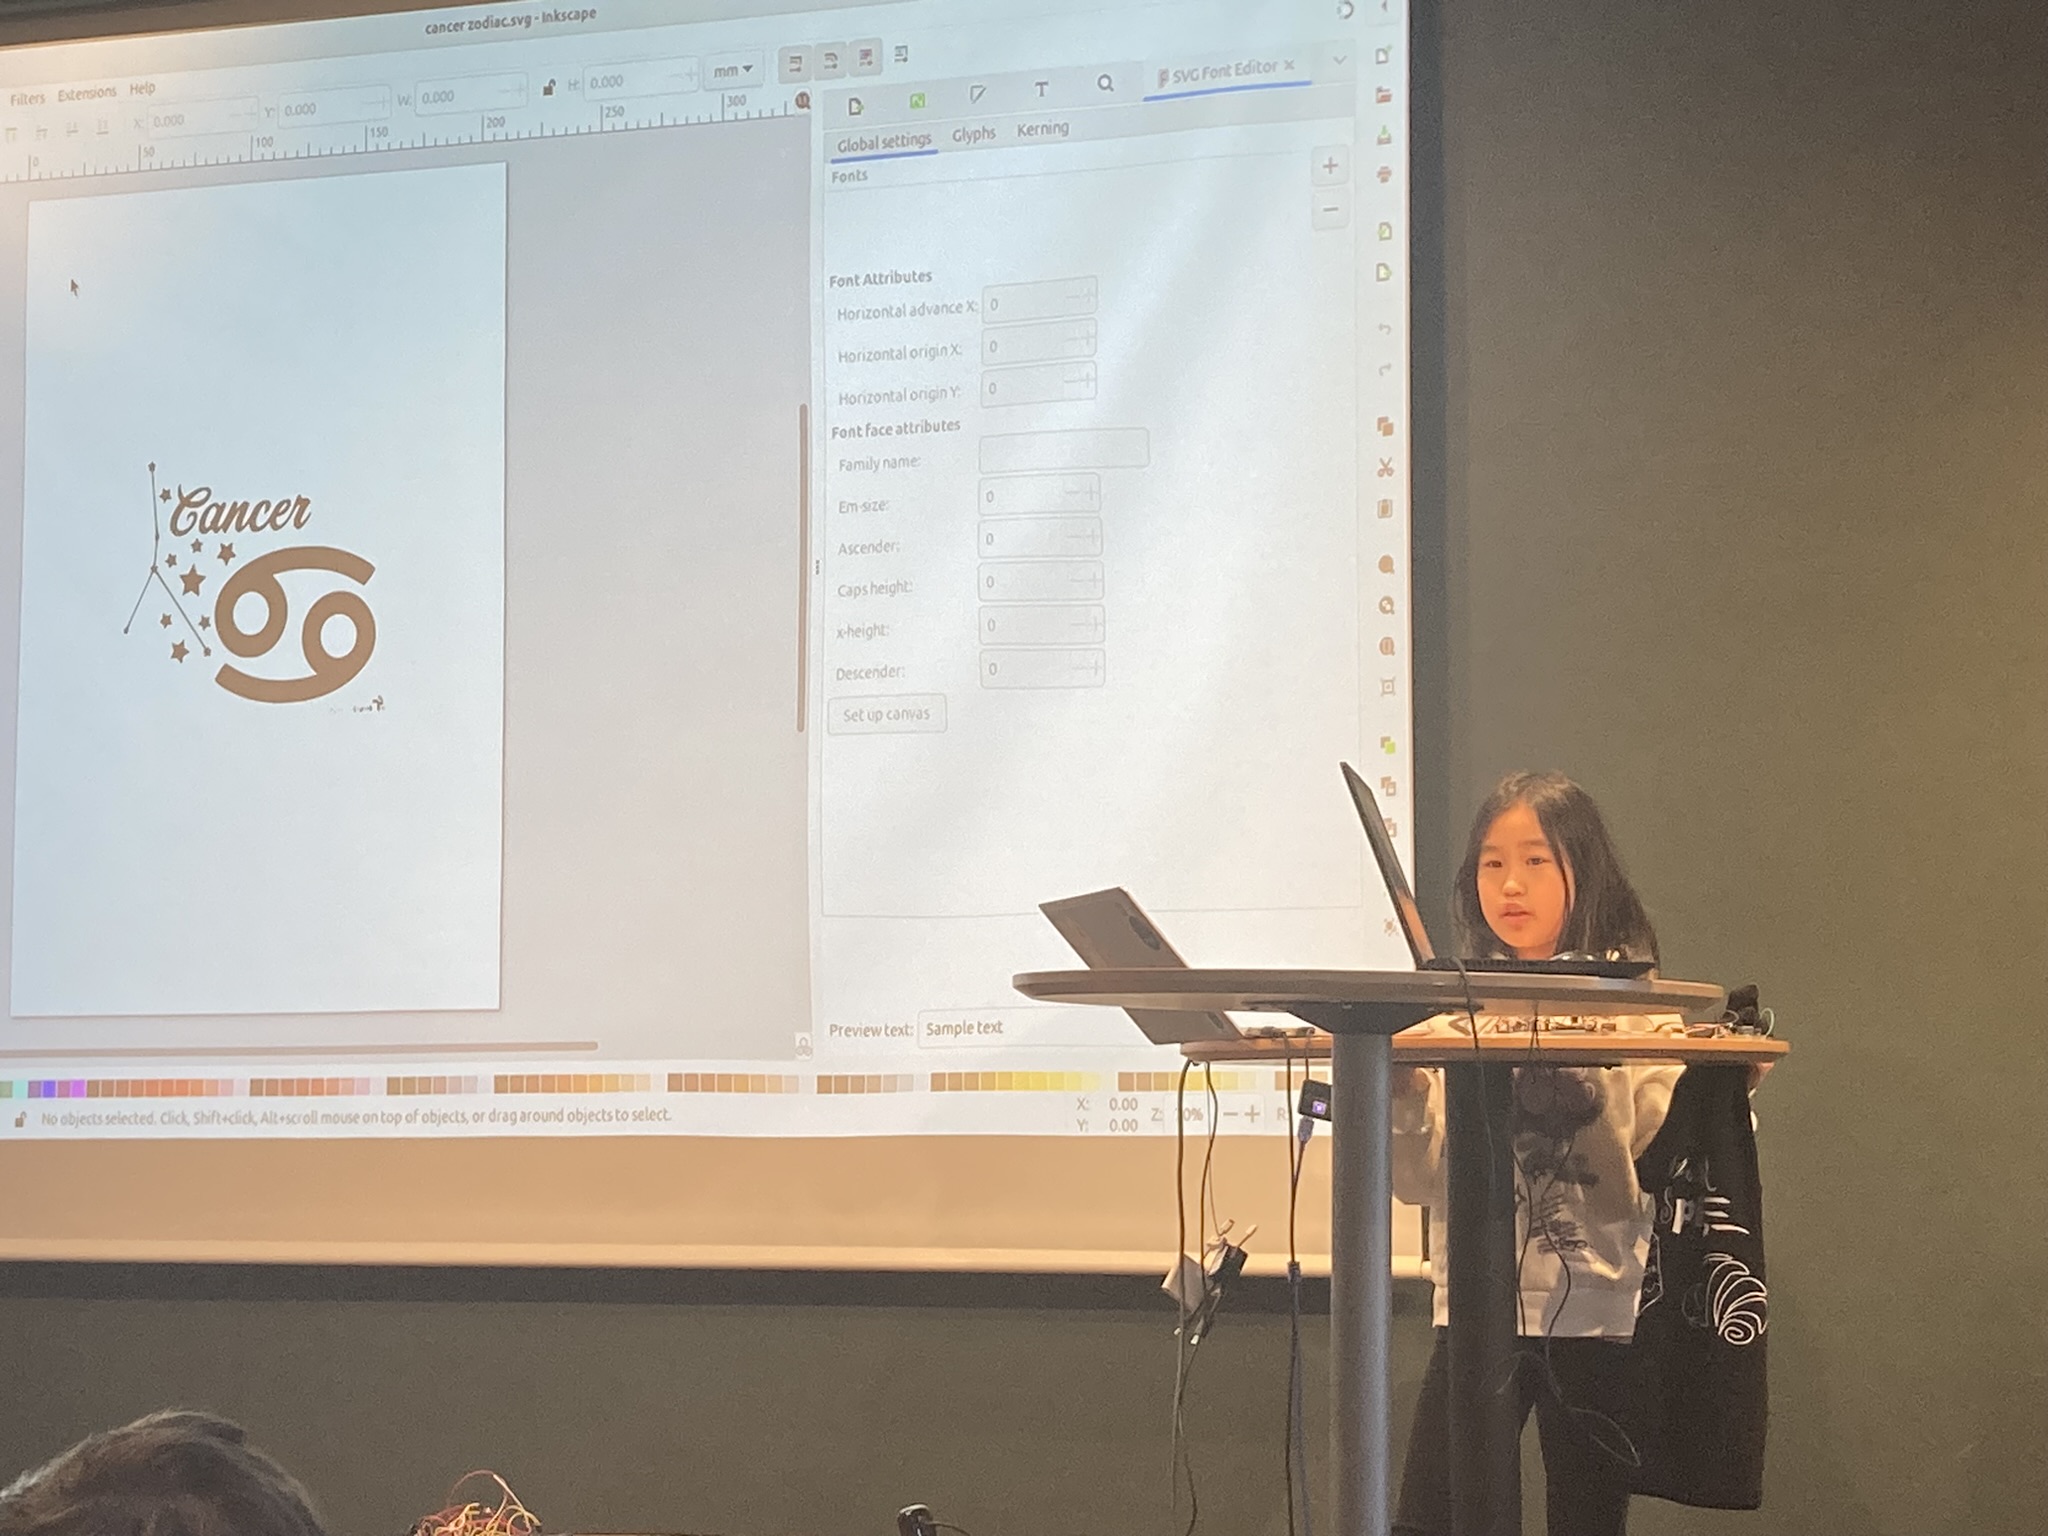 cancer zodiac.svg - Inkscape
Filters Extensions Help
X: 0.000 Y: 0.000 W: 0.000 H: 0.000 mm
0 50 100 150 200 250 300
SVG Font Editor
Global settings Glyphs Kerning
Fonts
Font Attributes
Horizontal advance X: 0
Horizontal origin X: 0
Horizontal origin Y: 0
Font face attributes
Family name:
Em-size: 0
Ascender: 0
Caps height: 0
x-height: 0
Descender: 0
Set up canvas
Cancer
Preview text: Sample text
No objects selected. Click, Shift+click, Alt+scroll mouse on top of objects, or drag around objects to select.
X: 0.00
Y: 0.00
Z:
R: